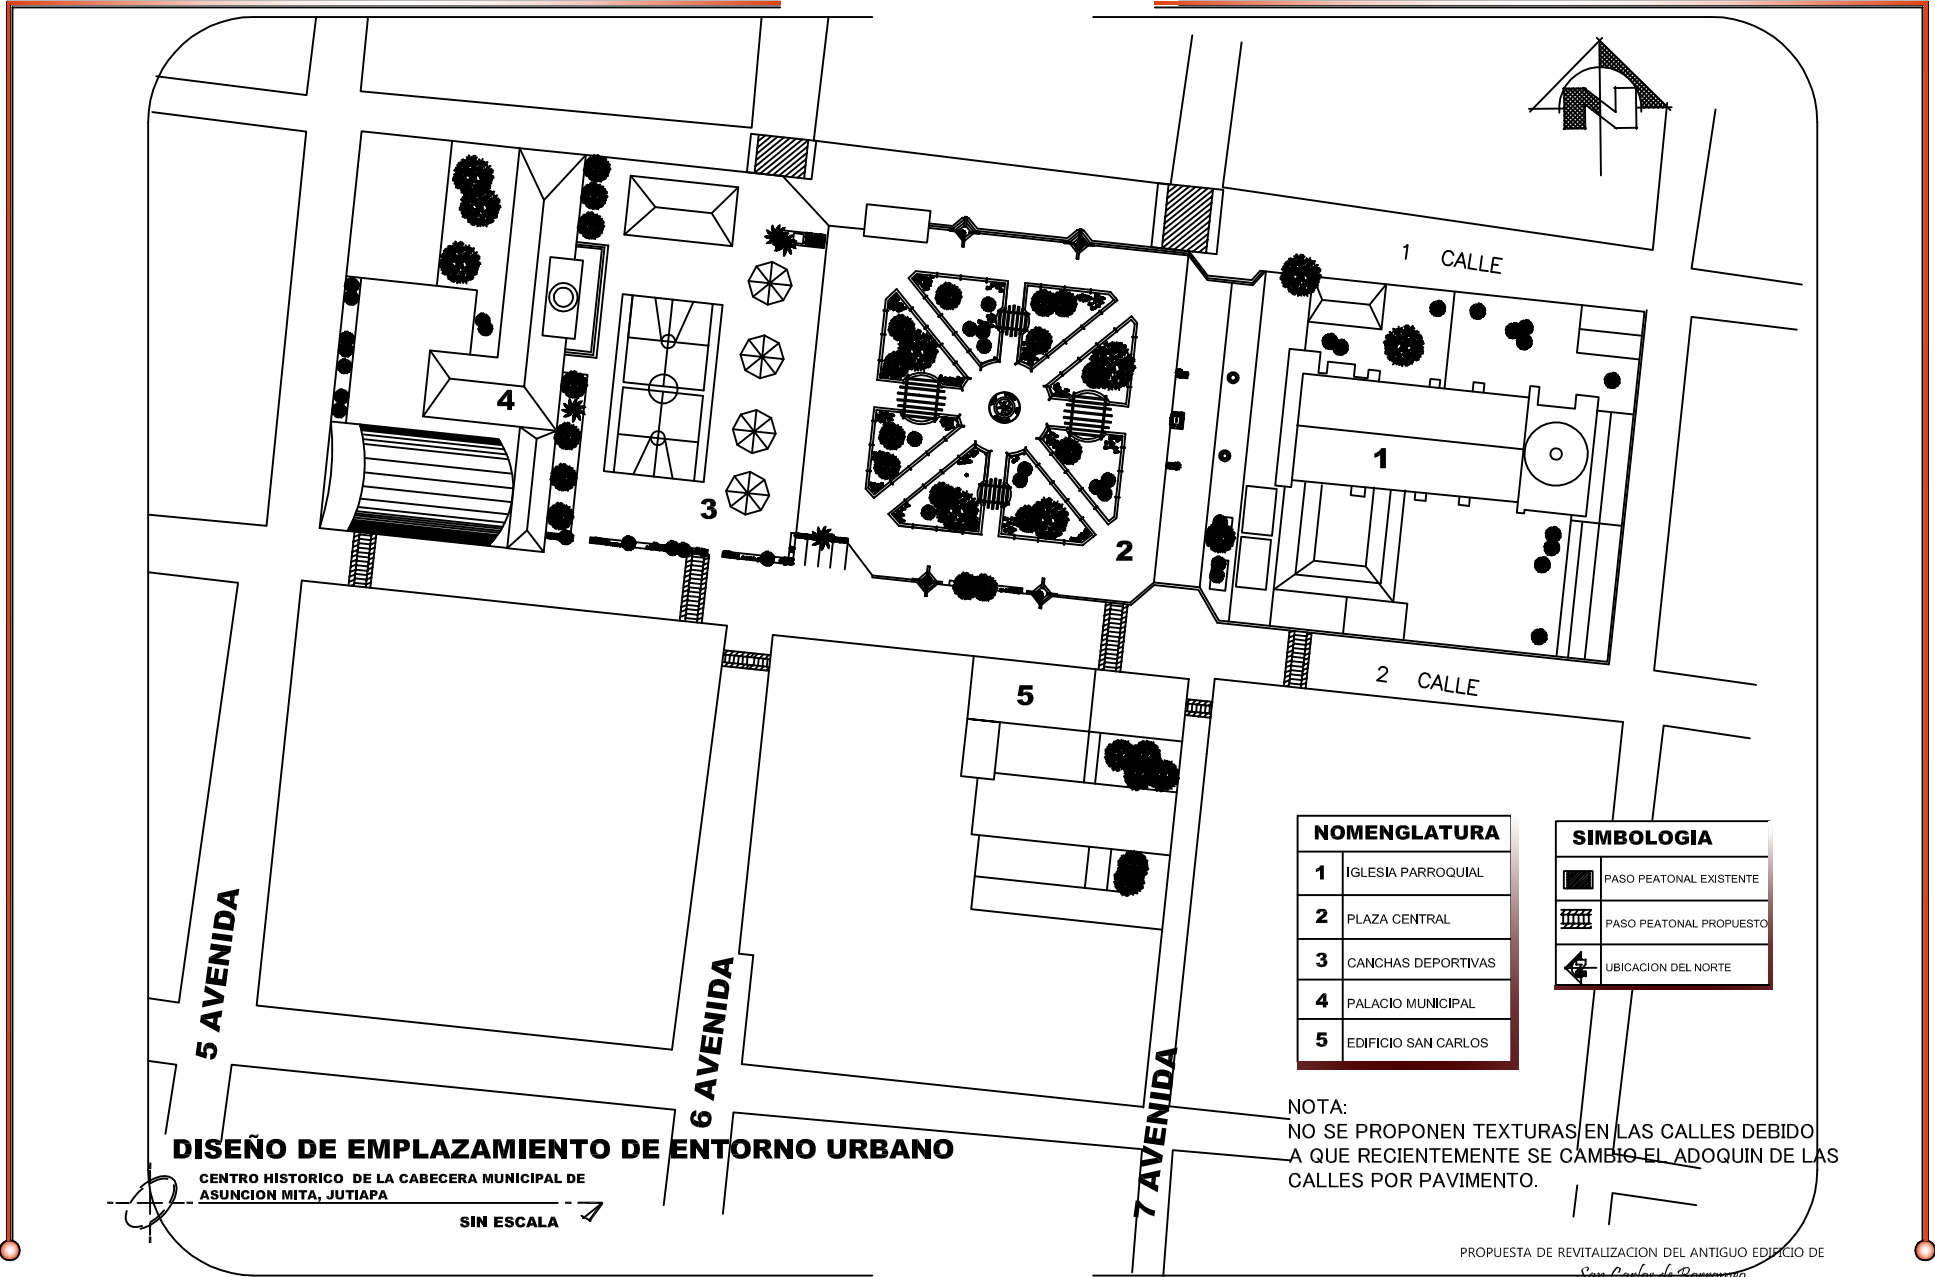 N
1 CALLE
4
1
3
2
2 CALLE
5
NOMENGLATURA
1 IGLESIA PARROQUIAL
2 PLAZA CENTRAL
3 CANCHAS DEPORTIVAS
4 PALACIO MUNICIPAL
5 EDIFICIO SAN CARLOS
SIMBOLOGIA
PASO PEATONAL EXISTENTE
PASO PEATONAL PROPUESTO
UBICACION DEL NORTE
5 AVENIDA
6 AVENIDA
7 AVENIDA
NOTA:
NO SE PROPONEN TEXTURAS EN LAS CALLES DEBIDO
A QUE RECIENTEMENTE SE CAMBIO EL ADOQUIN DE LAS
CALLES POR PAVIMENTO.
DISEÑO DE EMPLAZAMIENTO DE ENTORNO URBANO
CENTRO HISTORICO DE LA CABECERA MUNICIPAL DE
ASUNCION MITA, JUTIAPA
SIN ESCALA
PROPUESTA DE REVITALIZACION DEL ANTIGUO EDIFICIO DE
San Carlos de Borromeo